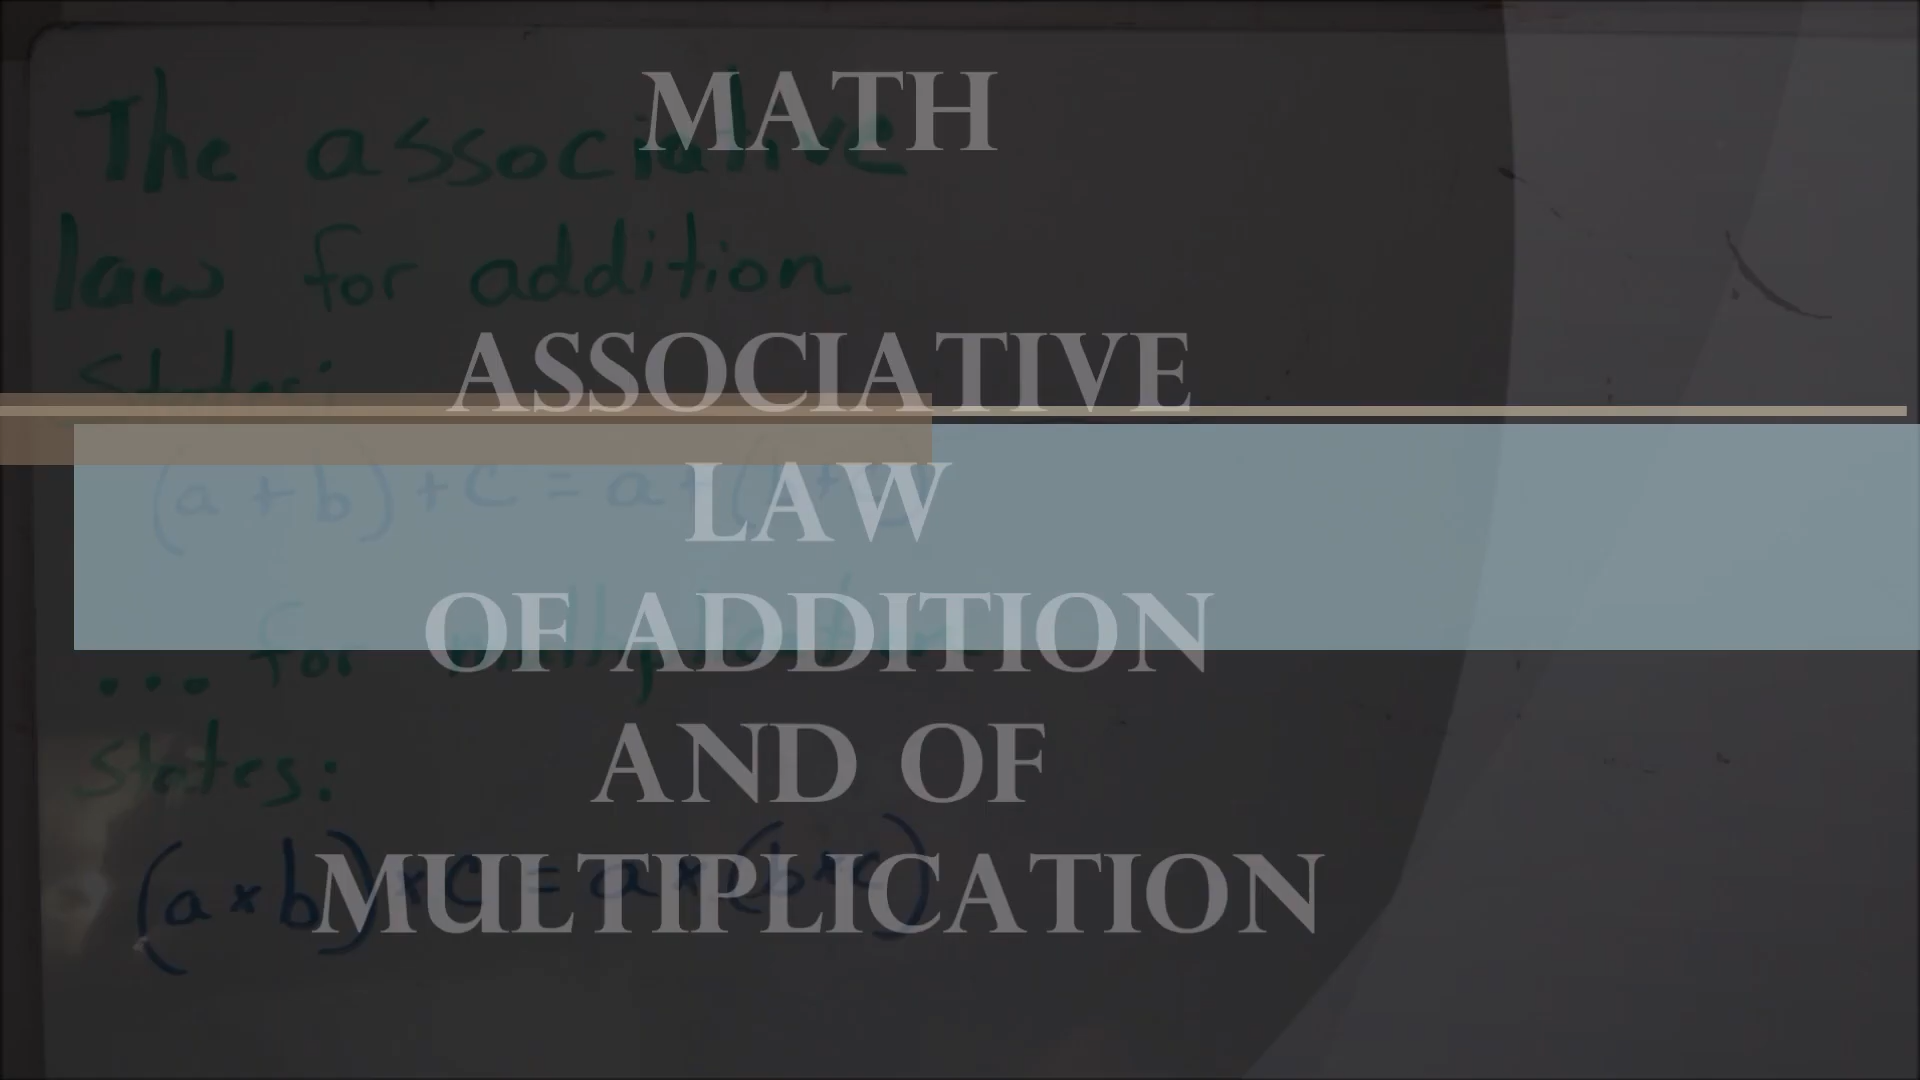 MATH
ASSOCIATIVE
LAW
OF ADDITION
AND OF
MULTIPLICATION
The associative
law for addition
states:
(a + b) + c = a + (b + c)
... for multiplication
states:
(a × b) × c = a × (b × c)